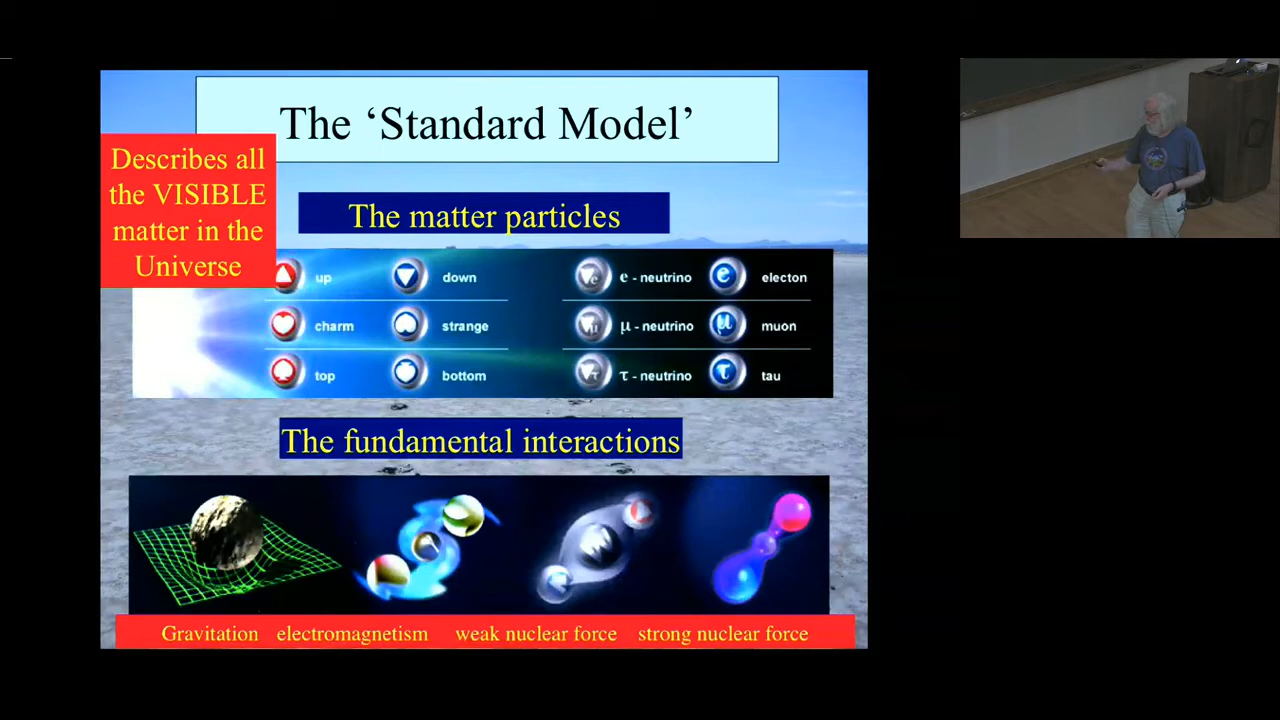 The ‘Standard Model’
Describes all
the VISIBLE
matter in the
Universe
The matter particles
up down e - neutrino electon
charm strange μ - neutrino muon
top bottom τ - neutrino tau
The fundamental interactions
Gravitation electromagnetism weak nuclear force strong nuclear force